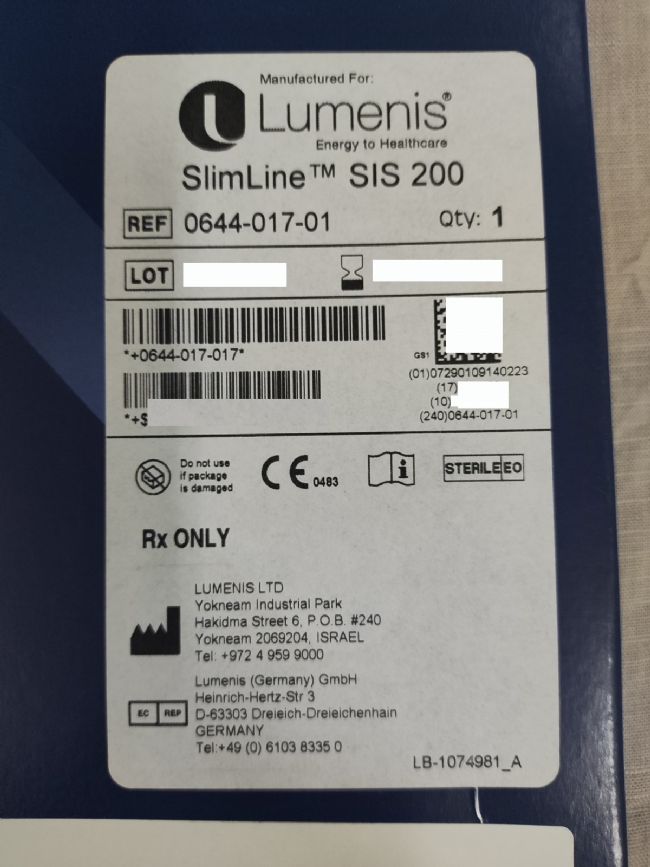 Manufactured For:
Lumenis®
Energy to Healthcare
SlimLine™ SIS 200
REF 0644-017-01 Qty: 1
LOT
*+0644-017-017*
GS1
(01)07290109140223
(17)
(10)
*+$
(240)0644-017-01
Do not use
if package
is damaged
CE 0483
i
STERILE EO
Rx ONLY
LUMENIS LTD
Yokneam Industrial Park
Hakidma Street 6, P.O.B. #240
Yokneam 2069204, ISRAEL
Tel: +972 4 959 9000
EC REP
Lumenis (Germany) GmbH
Heinrich-Hertz-Str 3
D-63303 Dreieich-Dreieichenhain
GERMANY
Tel:+49 (0) 6103 8335 0
LB-1074981_A